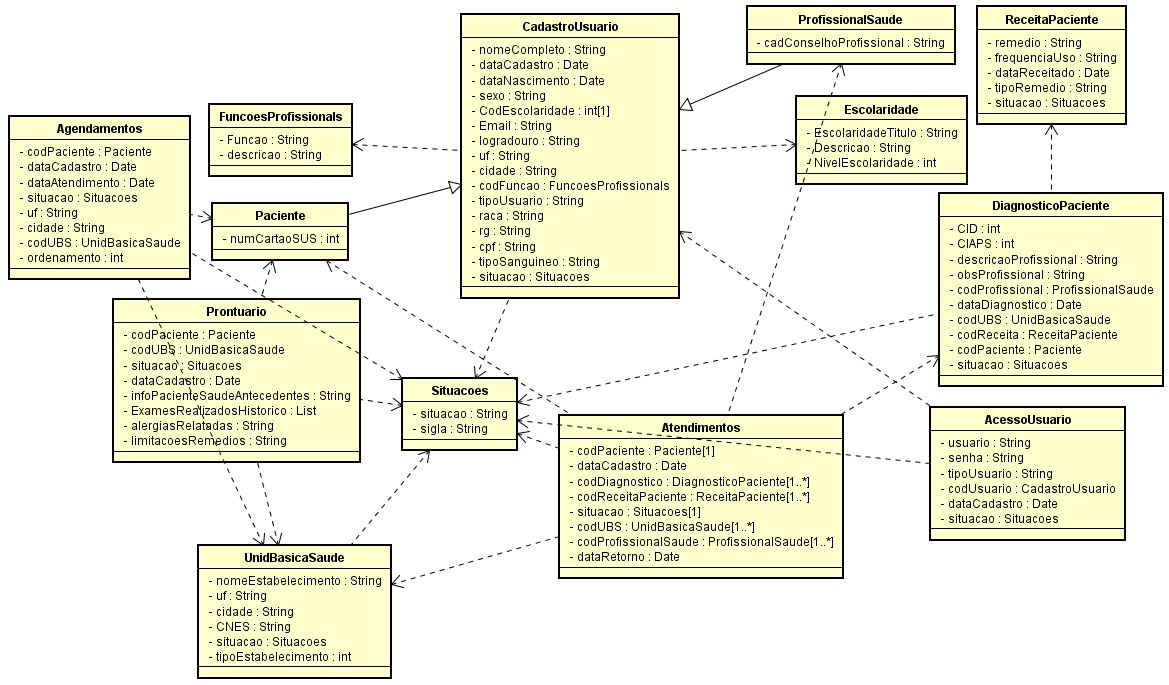 CadastroUsuario
- nomeCompleto : String
- dataCadastro : Date
- dataNascimento : Date
- sexo : String
- CodEscolaridade : int[1]
- Email : String
- logradouro : String
- uf : String
- cidade : String
- codFuncao : FuncoesProfissionals
- tipoUsuario : String
- raca : String
- rg : String
- cpf : String
- tipoSanguineo : String
- situacao : Situacoes
ProfissionalSaude
- cadConselhoProfissional : String
ReceitaPaciente
- remedio : String
- frequenciaUso : String
- dataReceitado : Date
- tipoRemedio : String
- situacao : Situacoes
Escolaridade
- EscolaridadeTitulo : String
- Descricao : String
- NivelEscolaridade : int
FuncoesProfissionals
- Funcao : String
- descricao : String
Agendamentos
- codPaciente : Paciente
- dataCadastro : Date
- dataAtendimento : Date
- situacao : Situacoes
- uf : String
- cidade : String
- codUBS : UnidBasicaSaude
- ordenamento : int
Paciente
- numCartaoSUS : int
DiagnosticoPaciente
- CID : int
- CIAPS : int
- descricaoProfissional : String
- obsProfissional : String
- codProfissional : ProfissionalSaude
- dataDiagnostico : Date
- codUBS : UnidBasicaSaude
- codReceita : ReceitaPaciente
- codPaciente : Paciente
- situacao : Situacoes
Prontuario
- codPaciente : Paciente
- codUBS : UnidBasicaSaude
- situacao : Situacoes
- dataCadastro : Date
- infoPacienteSaudeAntecedentes : String
- ExamesRealizadosHistorico : List
- alergiasRelatadas : String
- limitacoesRemedios : String
Situacoes
- situacao : String
- sigla : String
Atendimentos
- codPaciente : Paciente[1]
- dataCadastro : Date
- codDiagnostico : DiagnosticoPaciente[1..*]
- codReceitaPaciente : ReceitaPaciente[1..*]
- situacao : Situacoes[1]
- codUBS : UnidBasicaSaude[1..*]
- codProfissionalSaude : ProfissionalSaude[1..*]
- dataRetorno : Date
AcessoUsuario
- usuario : String
- senha : String
- tipoUsuario : String
- codUsuario : CadastroUsuario
- dataCadastro : Date
- situacao : Situacoes
UnidBasicaSaude
- nomeEstabelecimento : String
- uf : String
- cidade : String
- CNES : String
- situacao : Situacoes
- tipoEstabelecimento : int